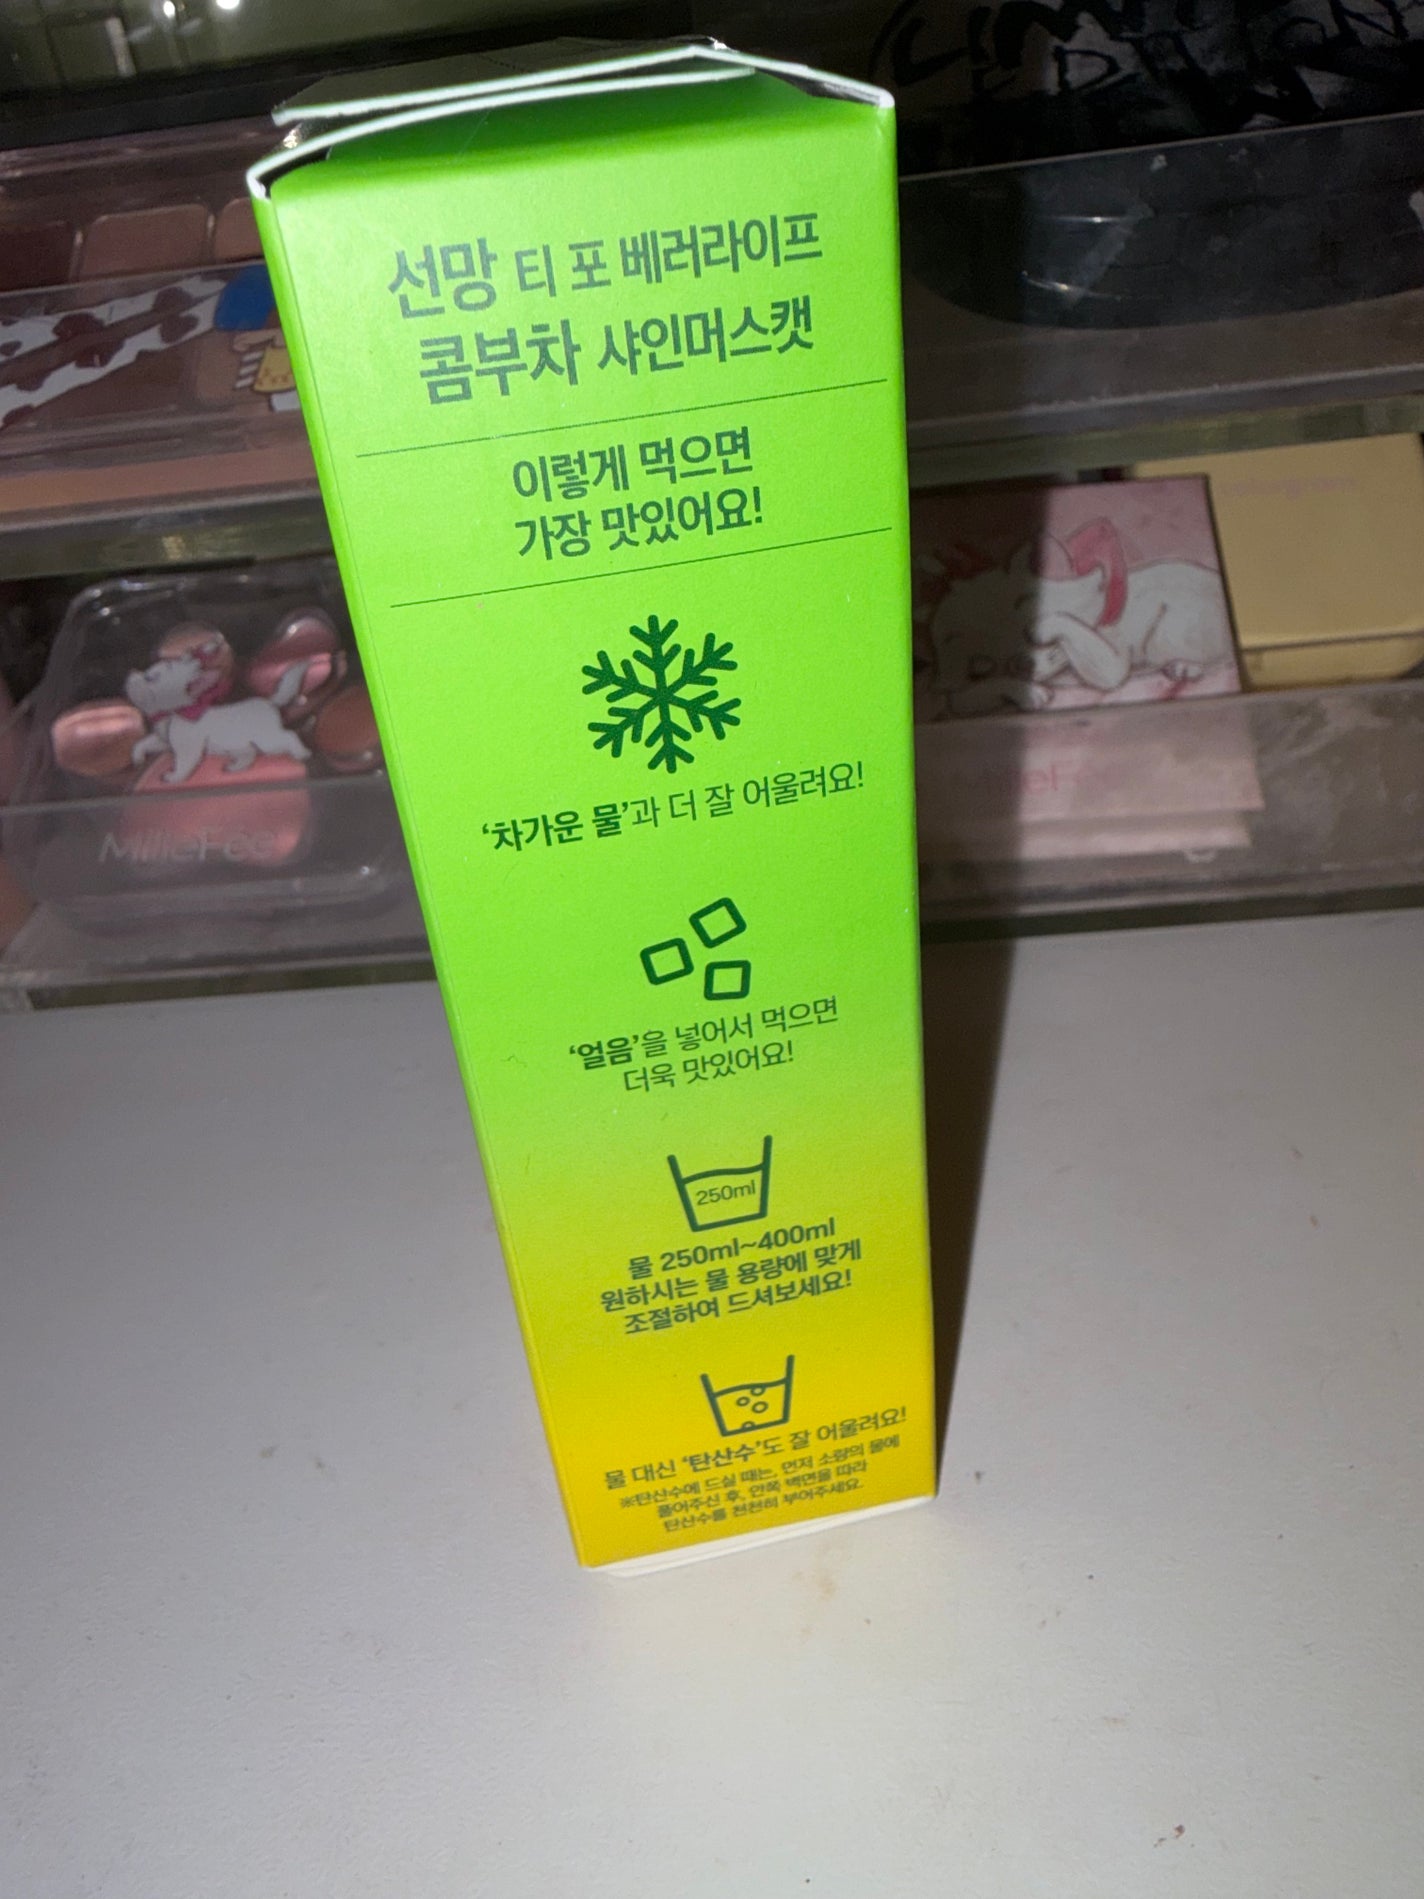 선망 티 포 베러라이프
콤부차 샤인머스캣
이렇게 먹으면
가장 맛있어요!
‘차가운 물’과 더 잘 어울려요!
‘얼음’을 넣어서 먹으면
더욱 맛있어요!
250ml
물 250ml~400ml
원하시는 물 용량에 맞게
조절하여 드셔보세요!
물 대신 ‘탄산수’도 잘 어울려요!
※탄산수에 드실 때는, 먼저 소량의 물에
풀어주신 후, 안쪽 벽면을 따라
탄산수를 천천히 부어주세요.
MilleFée